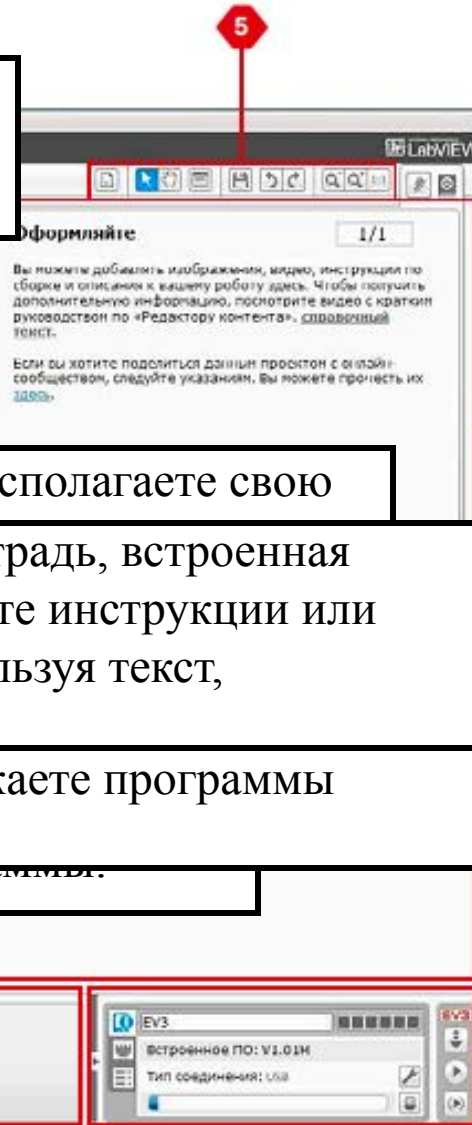 5
LabVIEW
Оформляйте
1/1
Вы можете добавлять изображения, видео, инструкции по
сборке и описания к вашему роботу здесь. Чтобы получить
дополнительную информацию, посмотрите видео с кратким
руководством по «Редактору контента». справочный
текст.
Если вы хотите поделиться данным проектом с онлайн-
сообществом, следуйте указаниям. Вы можете прочесть их
здесь.
сполагаете свою
традь, встроенная
те инструкции или
льзуя текст,
каете программы
EV3
EV3
Встроенное ПО: V1.01M
Тип соединения: USB